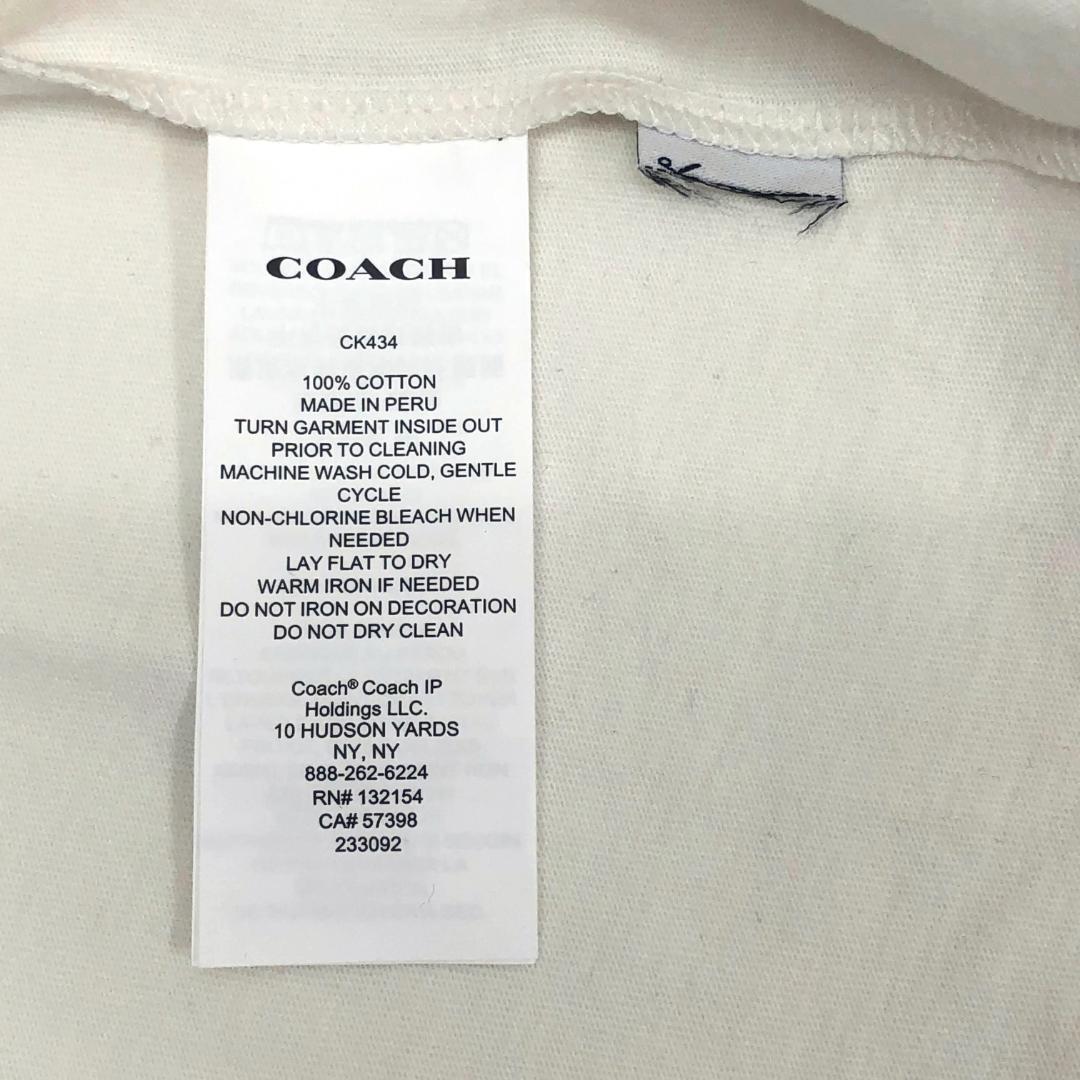 COACH
CK434
100% COTTON
MADE IN PERU
TURN GARMENT INSIDE OUT
PRIOR TO CLEANING
MACHINE WASH COLD, GENTLE
CYCLE
NON-CHLORINE BLEACH WHEN
NEEDED
LAY FLAT TO DRY
WARM IRON IF NEEDED
DO NOT IRON ON DECORATION
DO NOT DRY CLEAN
Coach® Coach IP
Holdings LLC.
10 HUDSON YARDS
NY, NY
888-262-6224
RN# 132154
CA# 57398
233092